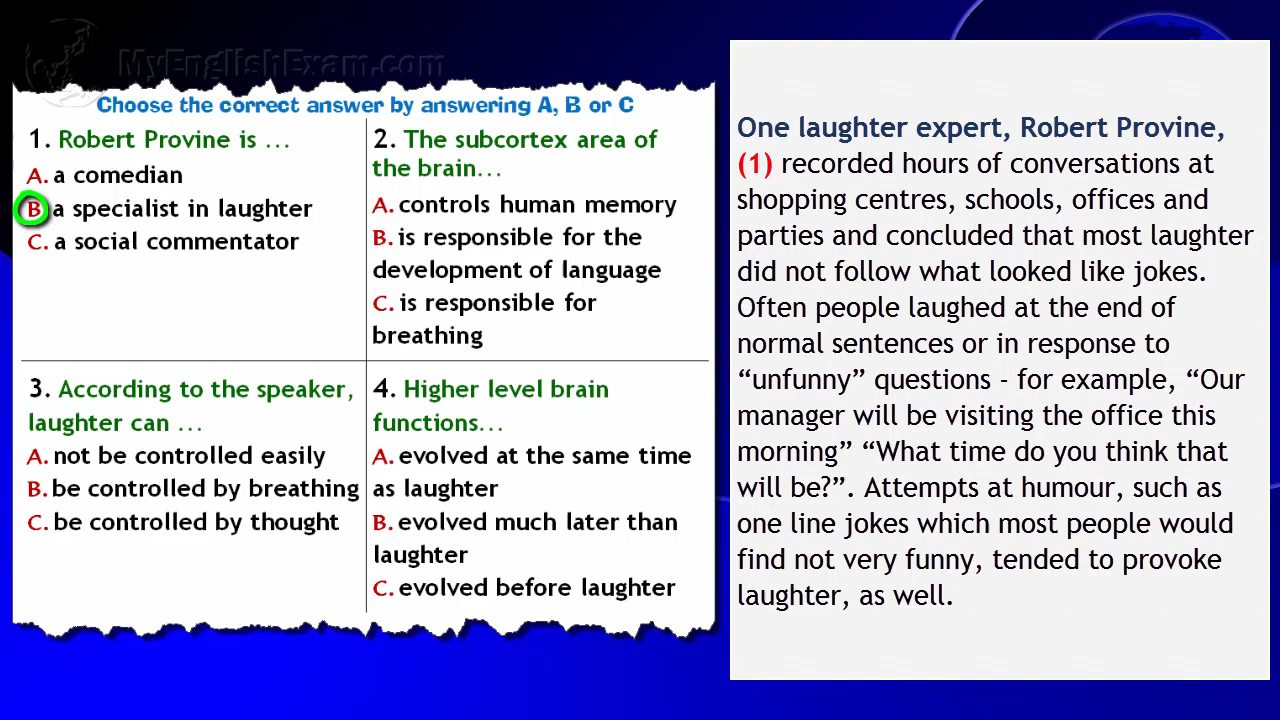 MyEnglishExam.com
Choose the correct answer by answering A, B or C
1. Robert Provine is ...
A. a comedian
B a specialist in laughter
C. a social commentator
2. The subcortex area of
the brain...
A. controls human memory
B. is responsible for the
development of language
C. is responsible for
breathing
3. According to the speaker,
laughter can ...
A. not be controlled easily
B. be controlled by breathing
C. be controlled by thought
4. Higher level brain
functions...
A. evolved at the same time
as laughter
B. evolved much later than
laughter
C. evolved before laughter
One laughter expert, Robert Provine,
(1) recorded hours of conversations at
shopping centres, schools, offices and
parties and concluded that most laughter
did not follow what looked like jokes.
Often people laughed at the end of
normal sentences or in response to
“unfunny” questions - for example, “Our
manager will be visiting the office this
morning” “What time do you think that
will be?”. Attempts at humour, such as
one line jokes which most people would
find not very funny, tended to provoke
laughter, as well.